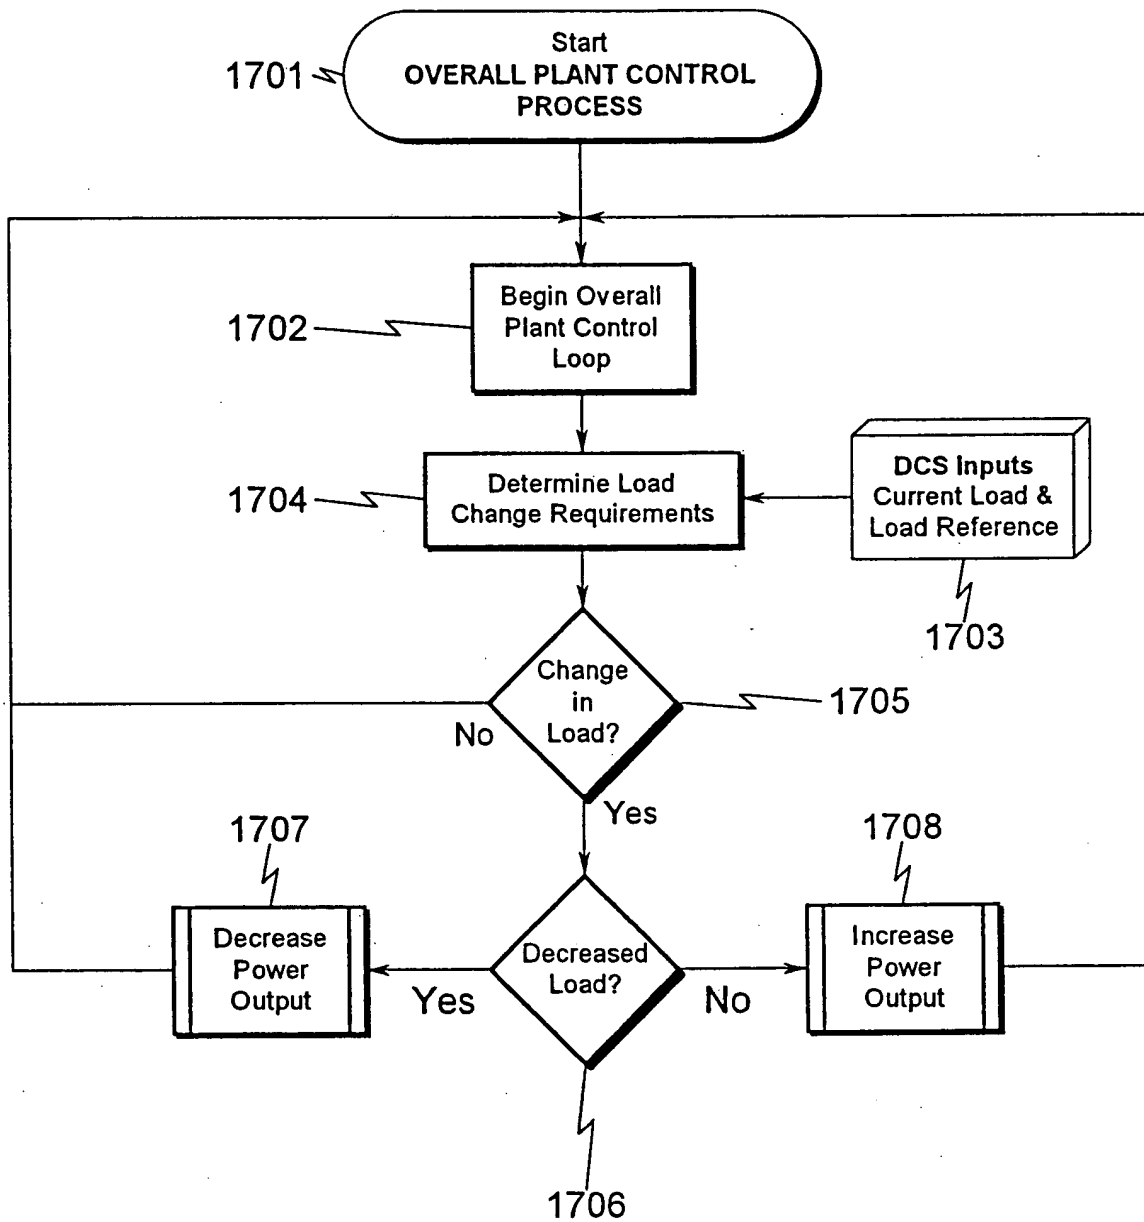 Start
OVERALL PLANT CONTROL
PROCESS
1701
Begin Overall
Plant Control
Loop
1702
Determine Load
Change Requirements
1704
DCS Inputs
Current Load &
Load Reference
1703
Change
in
Load?
1705
No
Yes
1707
1708
Decrease
Power
Output
Decreased
Load?
Increase
Power
Output
Yes
No
1706